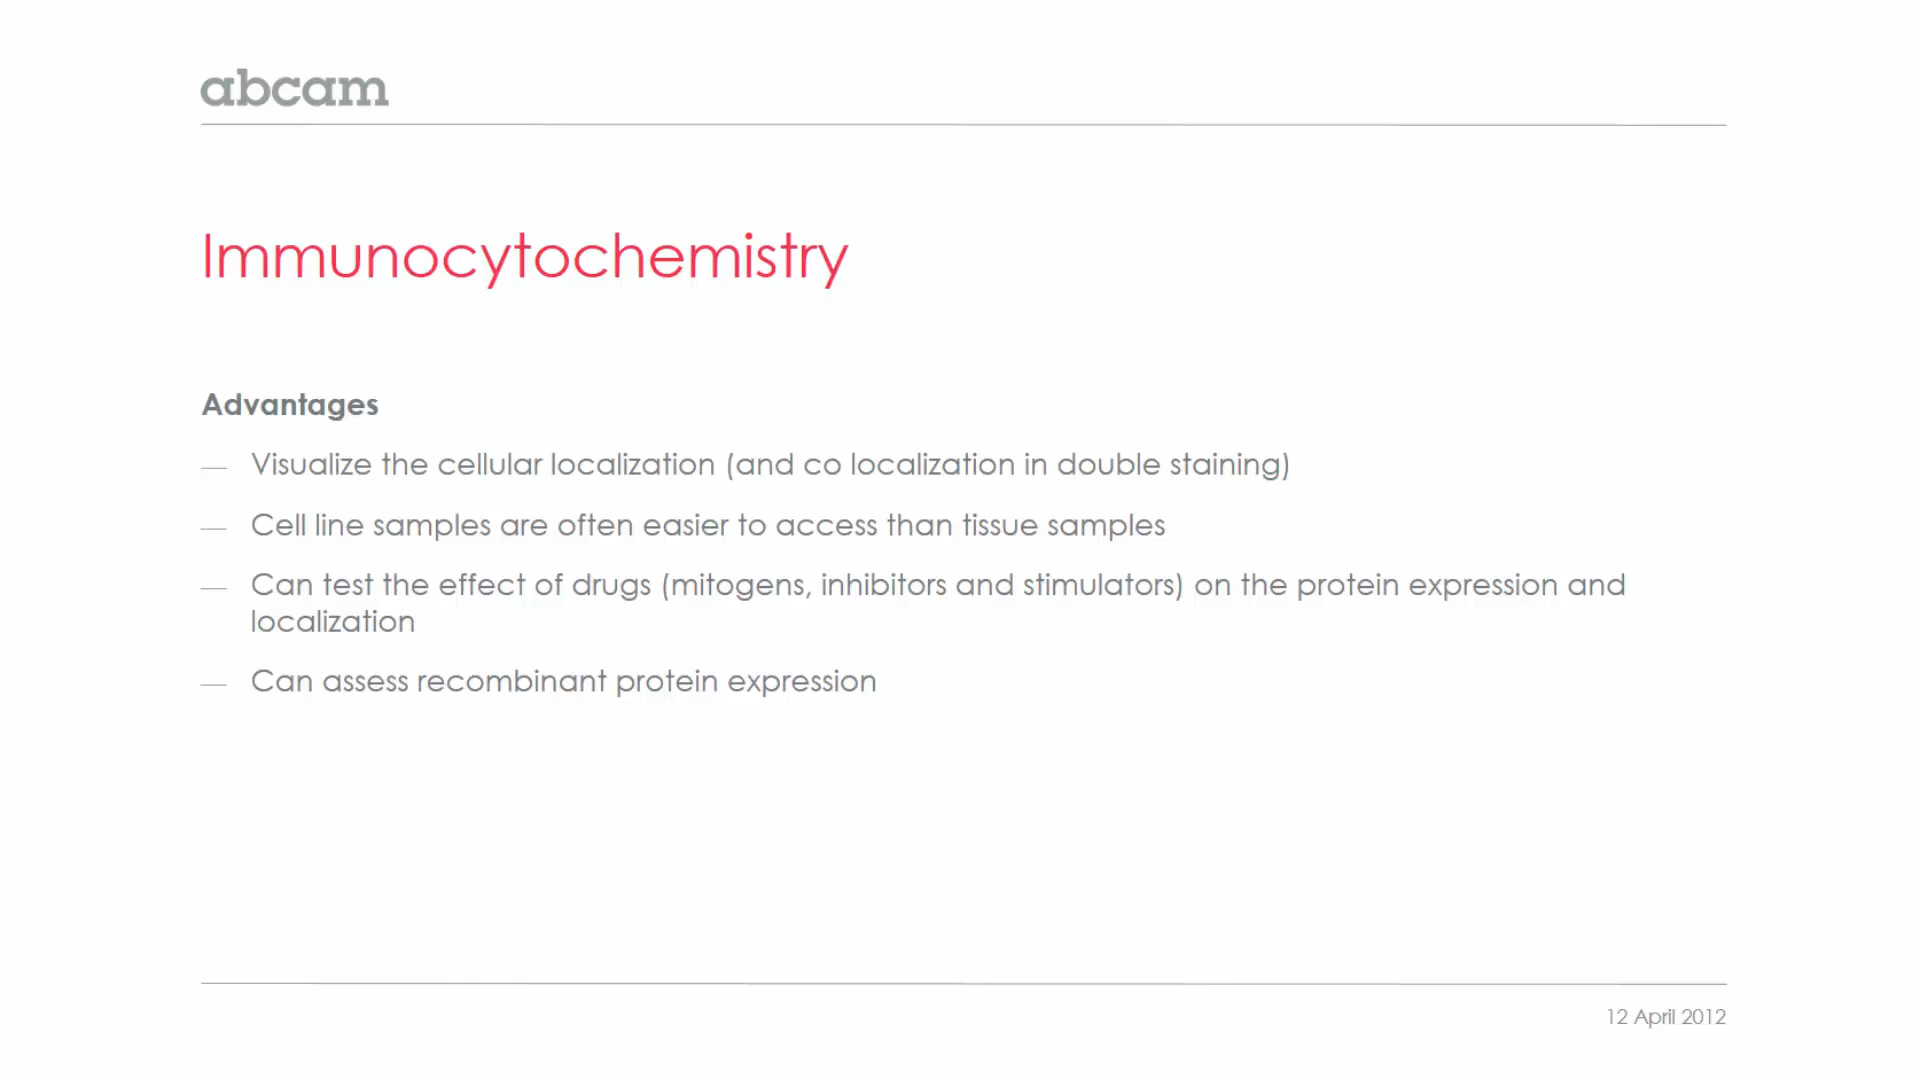 abcam
Immunocytochemistry
Advantages
— Visualize the cellular localization (and co localization in double staining)
— Cell line samples are often easier to access than tissue samples
— Can test the effect of drugs (mitogens, inhibitors and stimulators) on the protein expression and
localization
— Can assess recombinant protein expression
12 April 2012